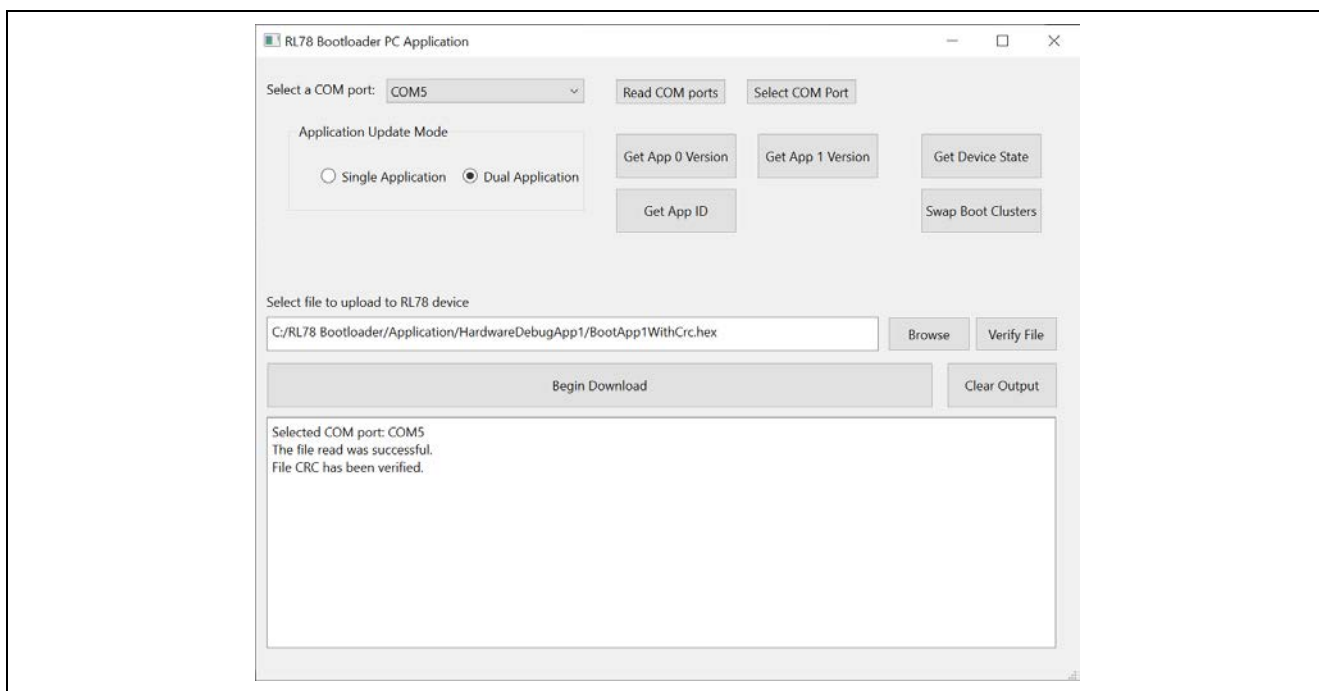 RL78 Bootloader PC Application
Select a COM port: COM5 Read COM ports Select COM Port
Application Update Mode
Get App 0 Version Get App 1 Version Get Device State
Single Application Dual Application
Get App ID Swap Boot Clusters
Select file to upload to RL78 device
C:/RL78 Bootloader/Application/HardwareDebugApp1/BootApp1WithCrc.hex Browse Verify File
Begin Download Clear Output
Selected COM port: COM5
The file read was successful.
File CRC has been verified.